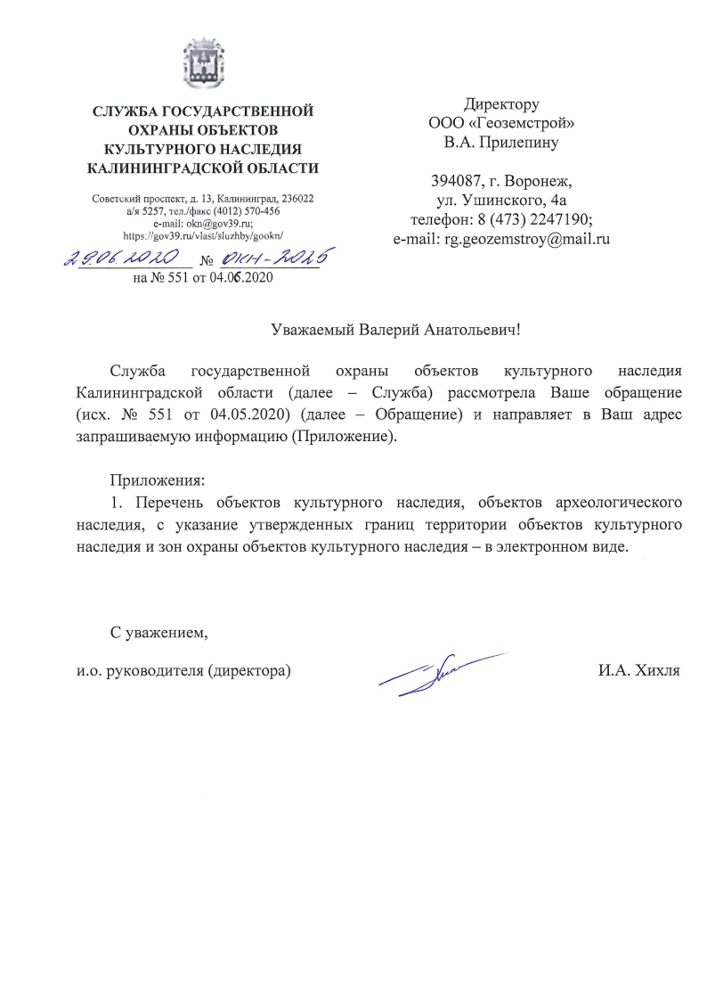 СЛУЖБА ГОСУДАРСТВЕННОЙ
ОХРАНЫ ОБЪЕКТОВ
КУЛЬТУРНОГО НАСЛЕДИЯ
КАЛИНИНГРАДСКОЙ ОБЛАСТИ
Советский проспект, д. 13, Калининград, 236022
а/я 5257, тел./факс (4012) 570-456
e-mail: okn@gov39.ru;
https://gov39.ru/vlast/sluzhby/gookn/
29.06.2020 № ОКН-2025
на № 551 от 04.06.2020
Директору
ООО «Геоземстрой»
В.А. Прилепину
394087, г. Воронеж,
ул. Ушинского, 4а
телефон: 8 (473) 2247190;
e-mail: rg.geozemstroy@mail.ru
Уважаемый Валерий Анатольевич!
Служба государственной охраны объектов культурного наследия
Калининградской области (далее – Служба) рассмотрела Ваше обращение
(исх. № 551 от 04.05.2020) (далее – Обращение) и направляет в Ваш адрес
запрашиваемую информацию (Приложение).
Приложения:
1. Перечень объектов культурного наследия, объектов археологического
наследия, с указание утвержденных границ территории объектов культурного
наследия и зон охраны объектов культурного наследия – в электронном виде.
С уважением,
и.о. руководителя (директора)
И.А. Хихля